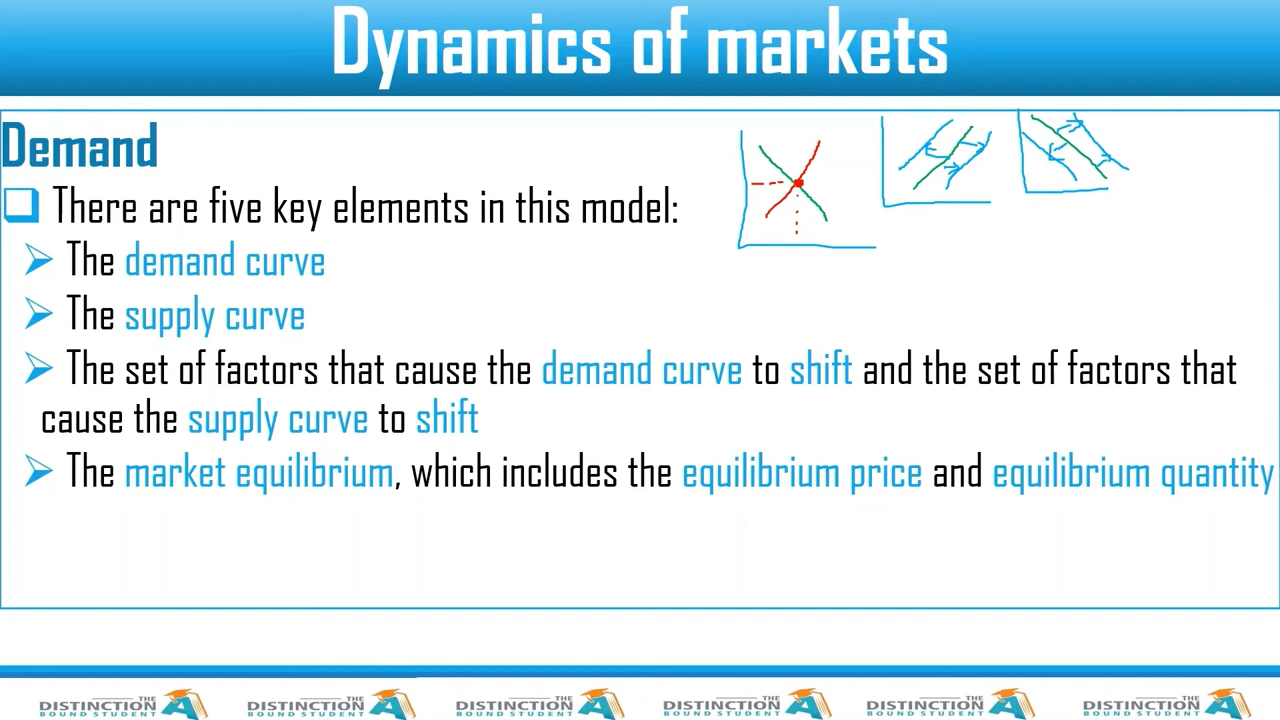 Dynamics of markets
Demand
There are five key elements in this model:
The demand curve
The supply curve
The set of factors that cause the demand curve to shift and the set of factors that
cause the supply curve to shift
The market equilibrium, which includes the equilibrium price and equilibrium quantity
THE DISTINCTION BOUND STUDENT A
THE DISTINCTION BOUND STUDENT A
THE DISTINCTION BOUND STUDENT A
THE DISTINCTION BOUND STUDENT A
THE DISTINCTION BOUND STUDENT A
THE DISTINCTION BOUND STUDENT A